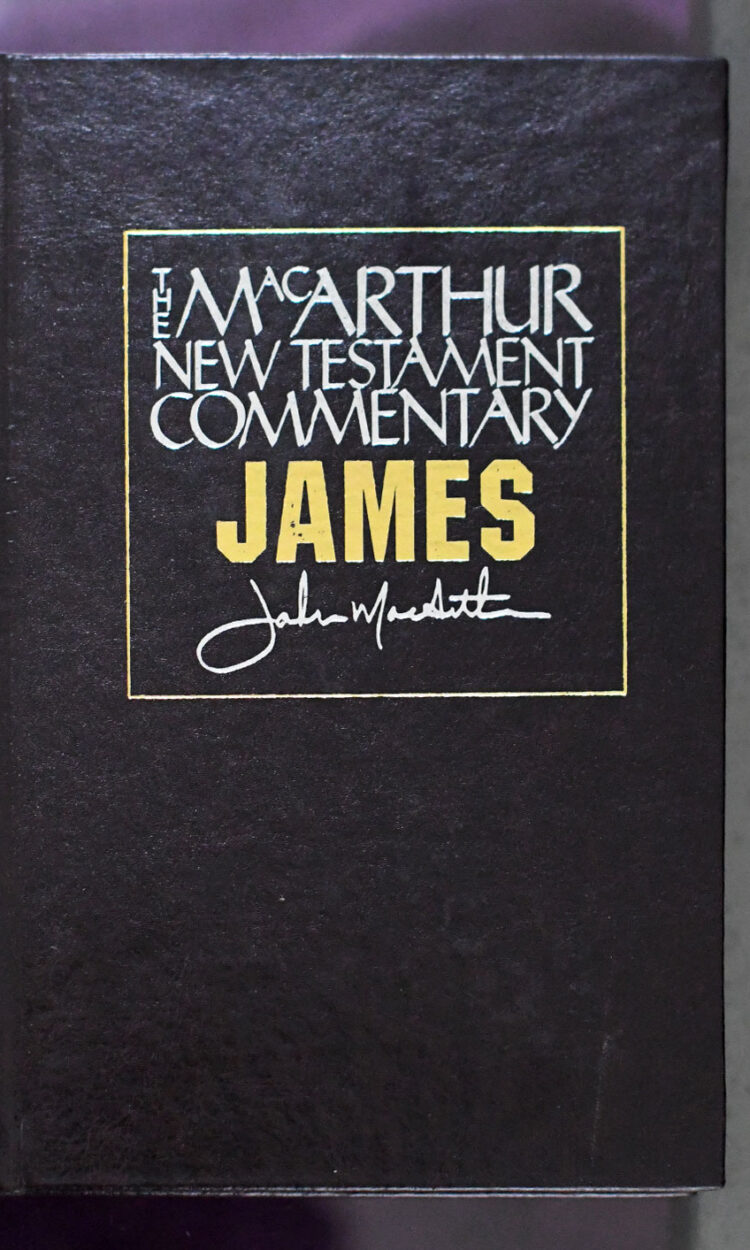 THE MACARTHUR
NEW TESTAMENT
COMMENTARY
JAMES
John MacArthur